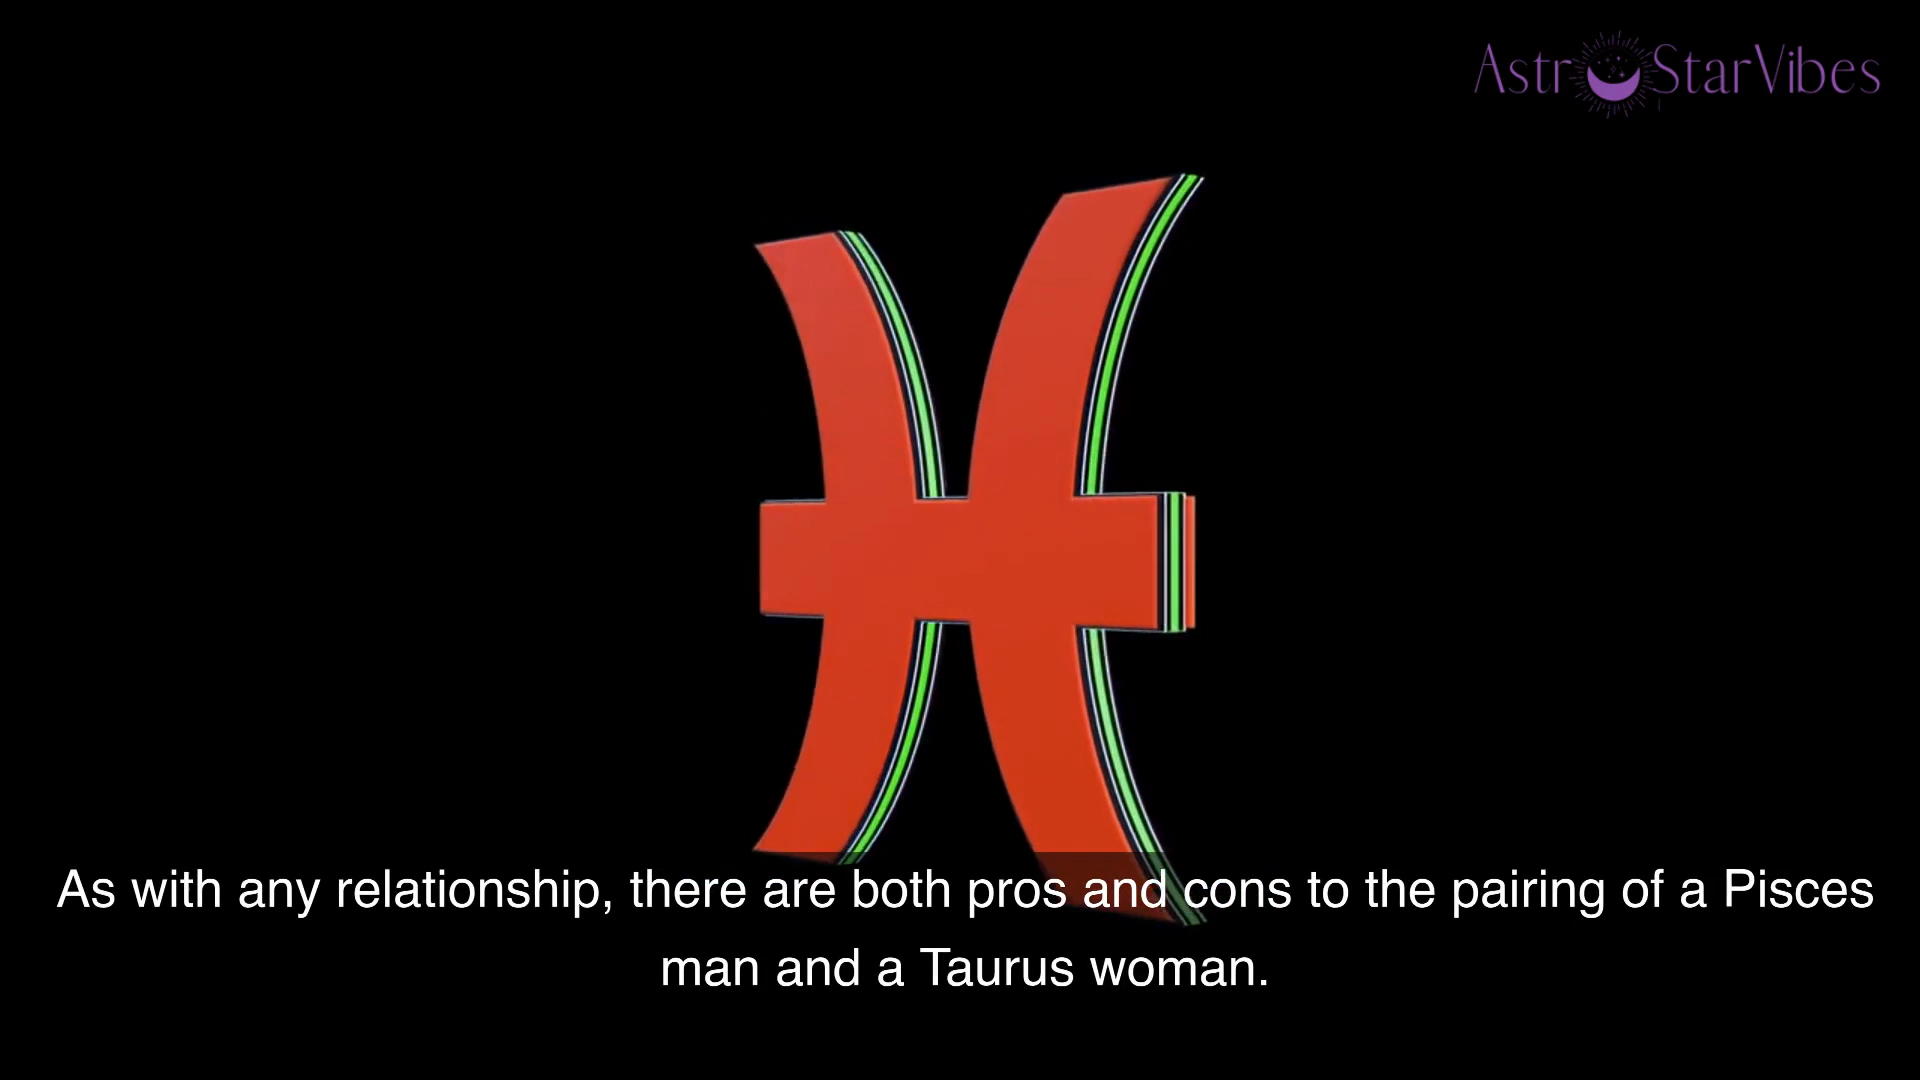 AstroStarVibes
As with any relationship, there are both pros and cons to the pairing of a Pisces
man and a Taurus woman.